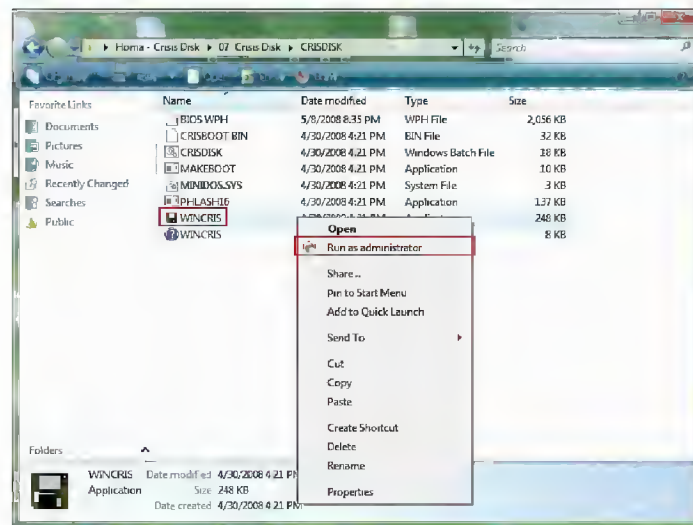 Homa - Crisis Disk ▸ 07 Crisis Disk ▸ CRISDISK
Search
Favorite Links
Documents
Pictures
Music
Recently Changed
Searches
Public
Name Date modified Type Size
BIOS WPH 5/8/2008 8:35 PM WPH File 2,056 KB
CRISBOOT BIN 4/30/2008 4:21 PM BIN File 32 KB
CRISDISK 4/30/2008 4:21 PM Windows Batch File 18 KB
MAKEBOOT 4/30/2008 4:21 PM Application 10 KB
MINIDOS.SYS 4/30/2008 4:21 PM System File 3 KB
PHLASH16 4/30/2008 4:21 PM Application 137 KB
WINCRIS 248 KB
WINCRIS 8 KB
Open
Run as administrator
Share ..
Pin to Start Menu
Add to Quick Launch
Send To
Cut
Copy
Paste
Create Shortcut
Delete
Rename
Properties
Folders
WINCRIS Date modified 4/30/2008 4:21 PM
Application Size 248 KB
Date created 4/30/2008 4:21 PM